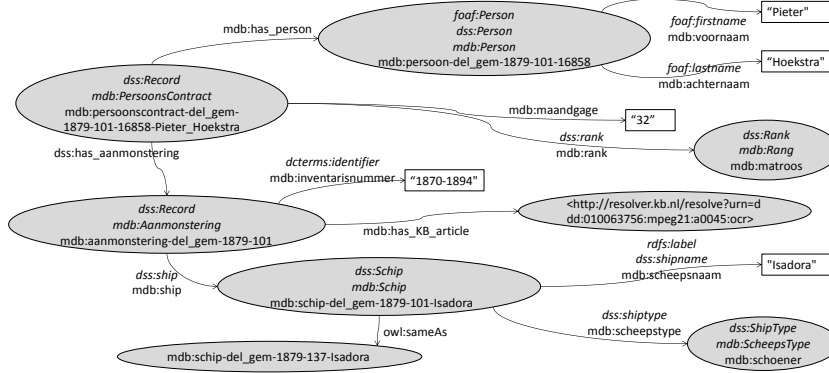 mdb:has_person
foaf:Person
dss:Person
mdb:Person
mdb:persoon-del_gem-1879-101-16858
foaf:firstname
mdb:voornaam
"Pieter"
foaf:lastname
mdb:achternaam
"Hoekstra"
dss:Record
mdb:PersoonsContract
mdb:persoonscontract-del_gem-
1879-101-16858-Pieter_Hoekstra
mdb:maandgage
"32"
dss:rank
mdb:rank
dss:Rank
mdb:Rang
mdb:matroos
dss:has_aanmonstering
dcterms:identifier
mdb:inventarisnummer
"1870-1894"
dss:Record
mdb:Aanmonstering
mdb:aanmonstering-del_gem-1879-101
mdb:has_KB_article
<http://resolver.kb.nl/resolve?urn=d
dd:010063756:mpeg21:a0045:ocr>
dss:ship
mdb:ship
dss:Schip
mdb:Schip
mdb:schip-del_gem-1879-101-Isadora
rdfs:label
dss:shipname
mdb:scheepsnaam
"Isadora"
dss:shiptype
mdb:scheepstype
dss:ShipType
mdb:ScheepsType
mdb:schoener
owl:sameAs
mdb:schip-del_gem-1879-137-Isadora